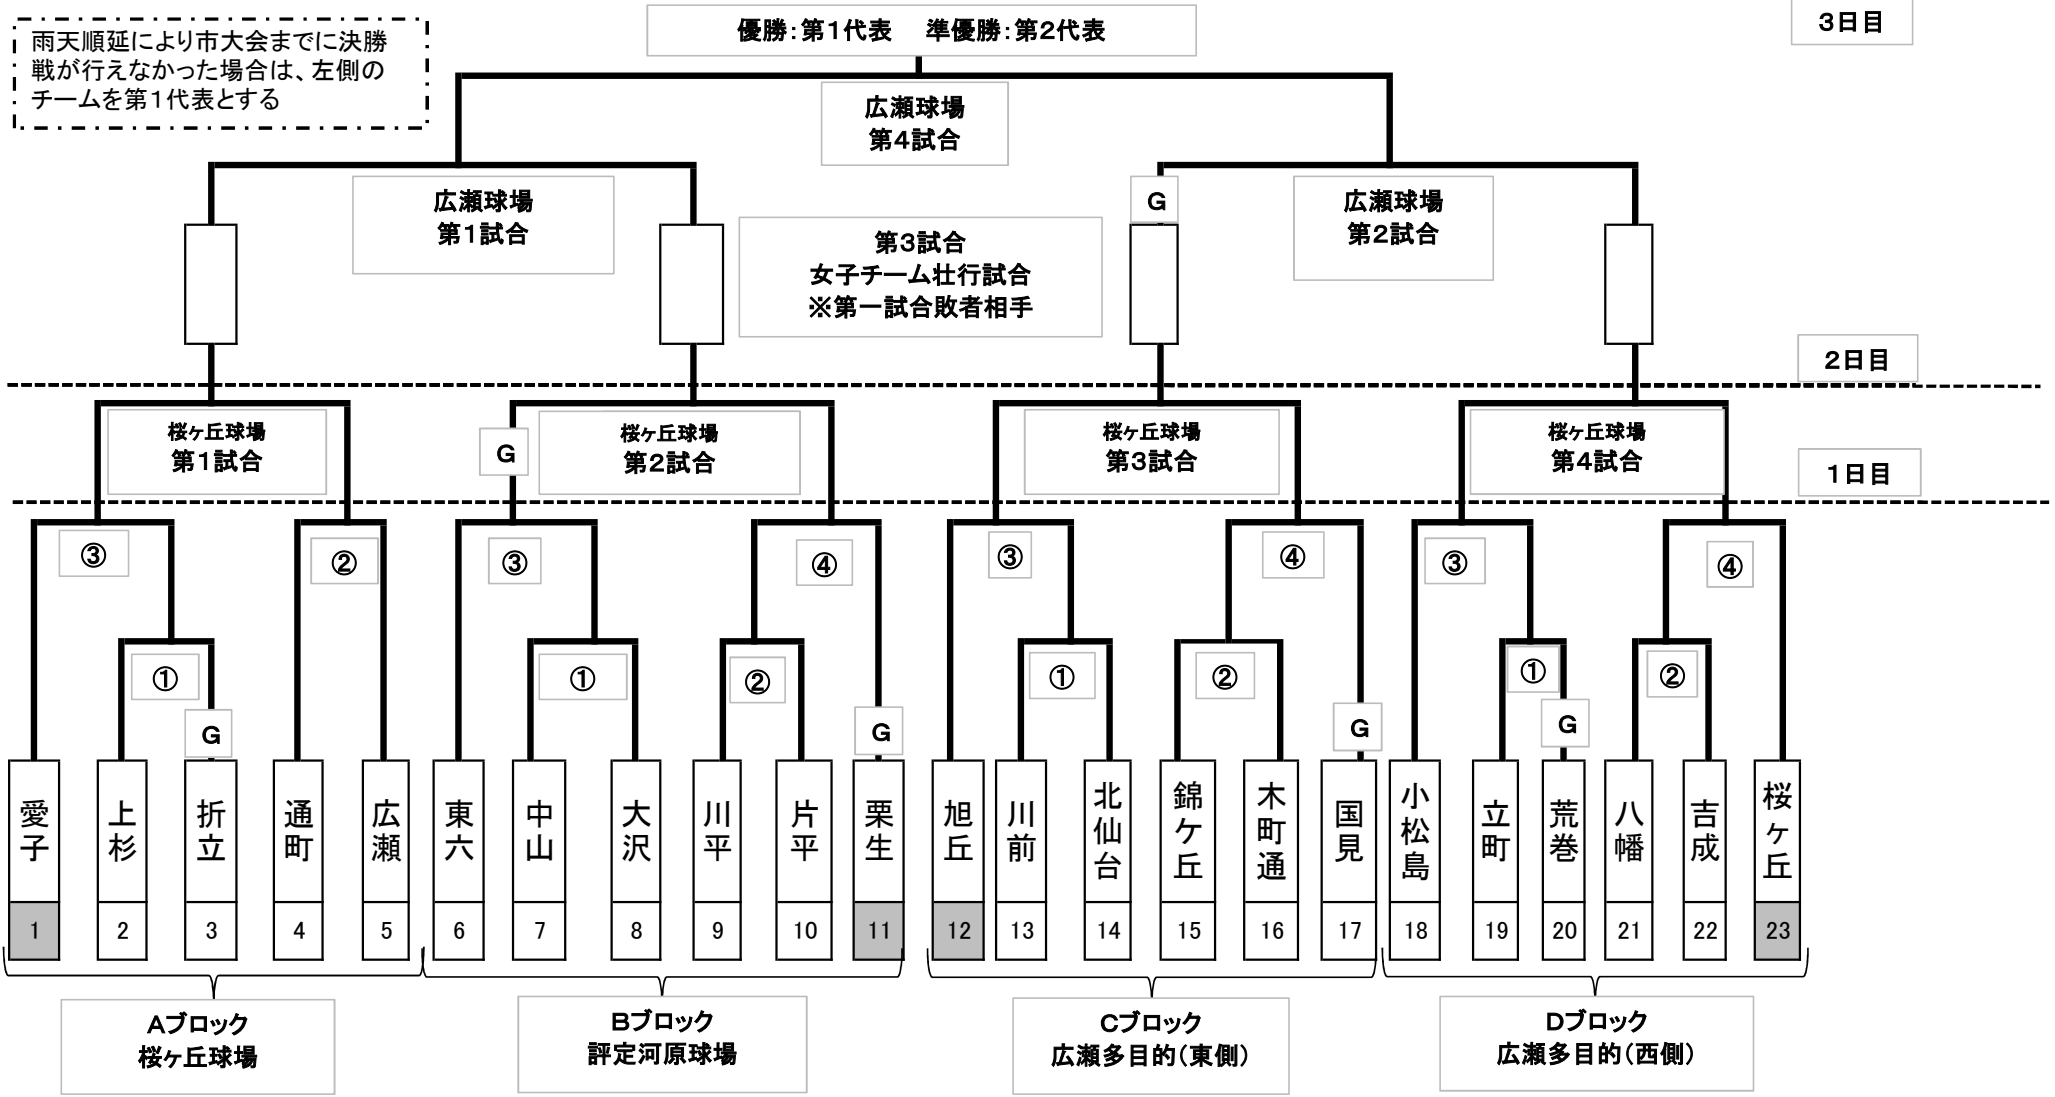 優勝：第１代表　準優勝：第２代表
３日目
雨天順延により市大会までに決勝
戦が行えなかった場合は、左側の
チームを第１代表とする
広瀬球場
第４試合
広瀬球場
第１試合
G
広瀬球場
第２試合
第３試合
女子チーム壮行試合
※第一試合敗者相手
２日目
桜ヶ丘球場
第１試合
G
桜ヶ丘球場
第２試合
桜ヶ丘球場
第３試合
桜ヶ丘球場
第４試合
１日目
③
②
③
④
③
④
③
④
①
①
②
①
②
①
②
G
G
G
G
愛子
上杉
折立
通町
広瀬
東六
中山
大沢
川平
片平
栗生
旭丘
川前
北仙台
錦ケ丘
木町通
国見
小松島
立町
荒巻
八幡
吉成
桜ヶ丘
1 2 3 4 5 6 7 8 9 10 11 12 13 14 15 16 17 18 19 20 21 22 23
Aブロック
桜ヶ丘球場
Bブロック
評定河原球場
Cブロック
広瀬多目的（東側）
Dブロック
広瀬多目的（西側）